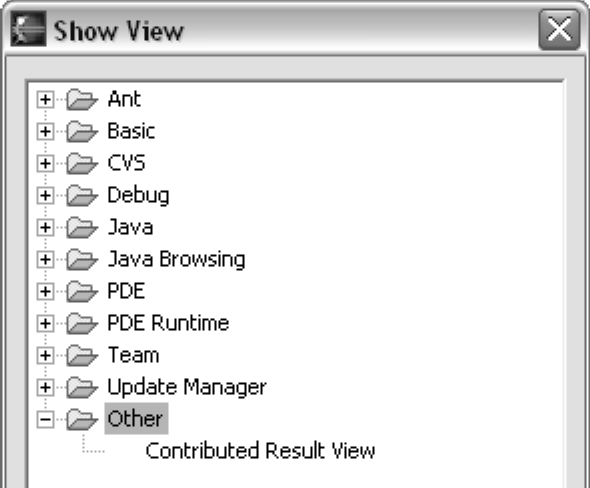 Show View
Ant
Basic
CVS
Debug
Java
Java Browsing
PDE
PDE Runtime
Team
Update Manager
Other
Contributed Result View